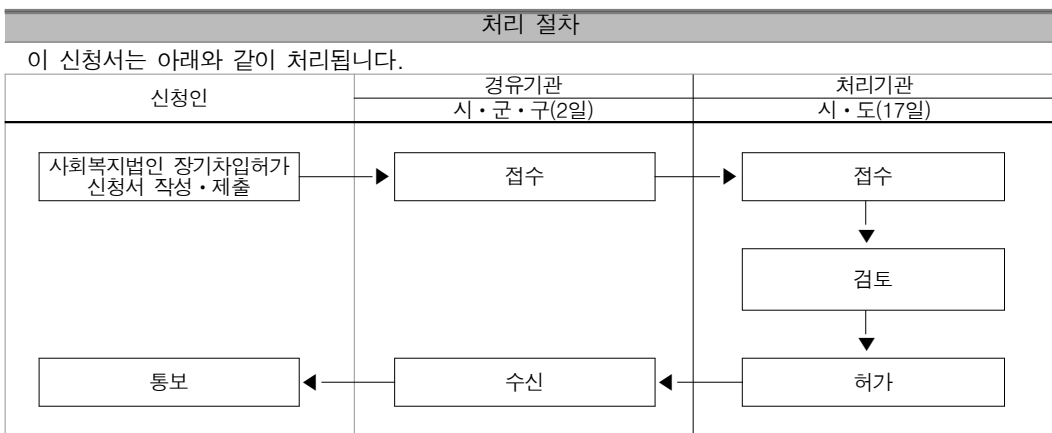 처리 절차
이 신청서는 아래와 같이 처리됩니다.
신청인
경유기관
처리기관
시・군・구(2일)
시・도(17일)
사회복지법인 장기차입허가
신청서 작성・제출
접수
접수
검토
통보
수신
허가